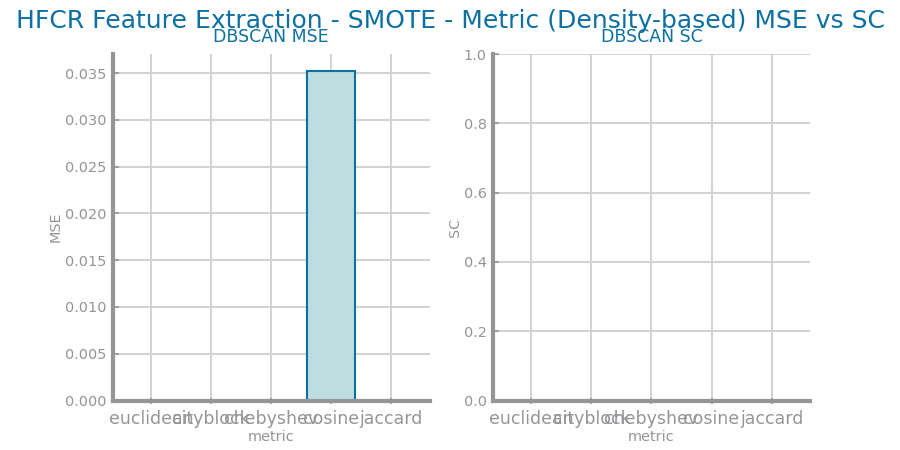 HFCR Feature Extraction - SMOTE - Metric (Density-based) MSE vs SC
DBSCAN MSE
MSE
0.035
0.030
0.025
0.020
0.015
0.010
0.005
0.000
euclidean cityblock chebyshev cosine jaccard
metric
DBSCAN SC
SC
1.0
0.8
0.6
0.4
0.2
0.0
euclidean cityblock chebyshev cosine jaccard
metric